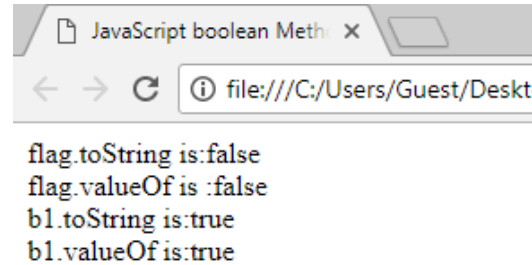 JavaScript boolean Meth
file:///C:/Users/Guest/Deskt
flag.toString is:false
flag.valueOf is :false
b1.toString is:true
b1.valueOf is:true